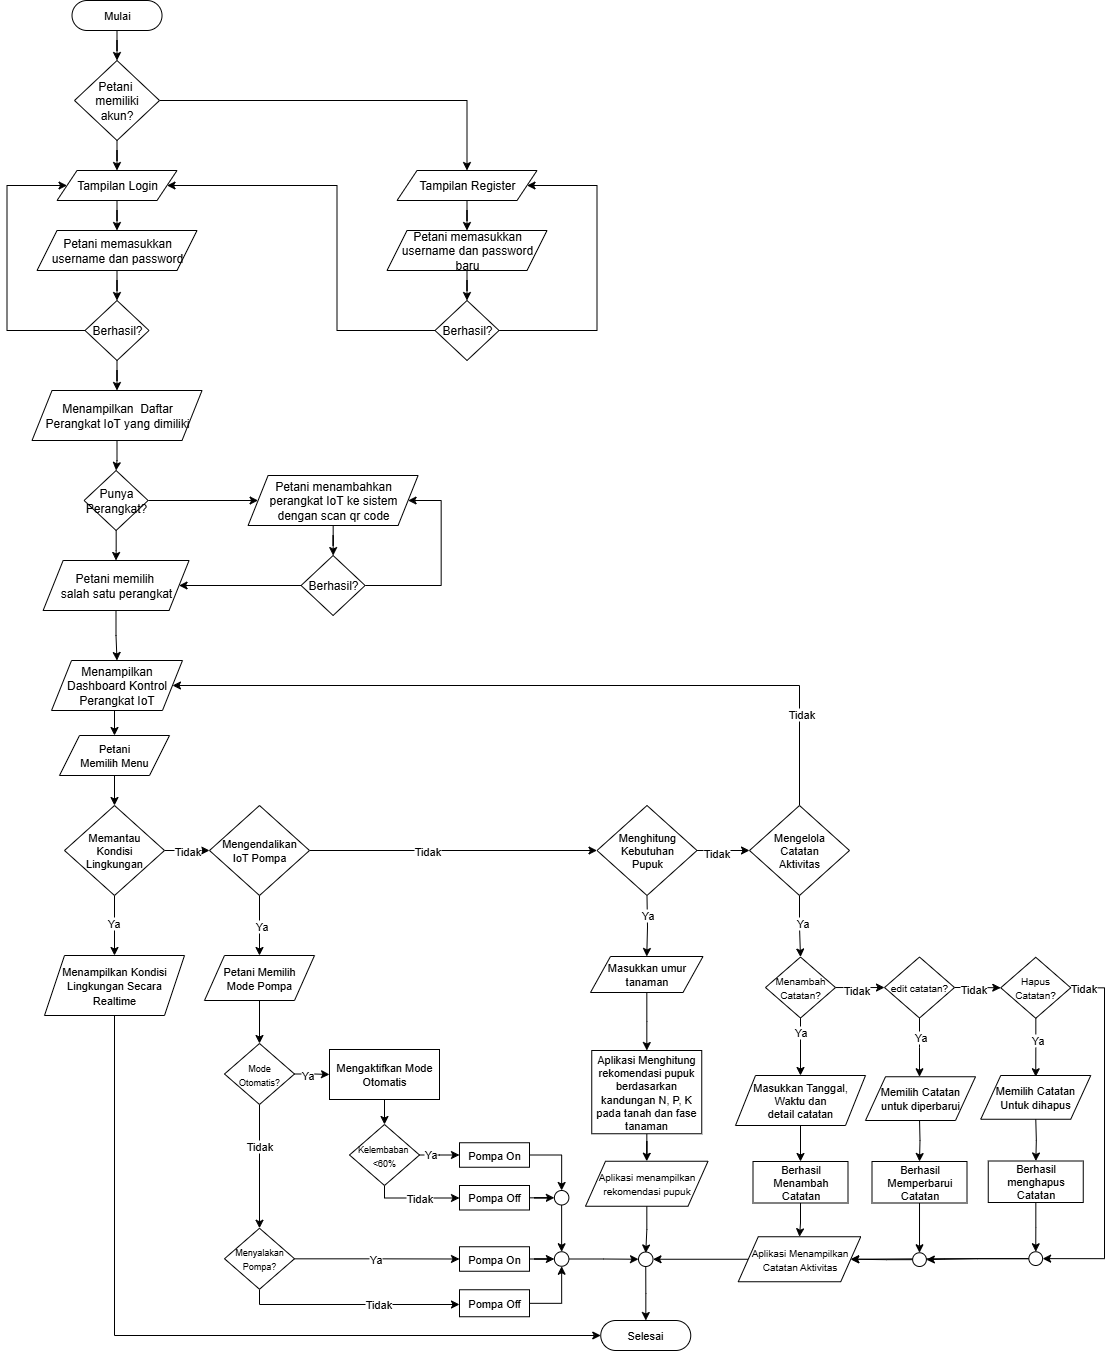 Mulai
Petani
memiliki
akun?
Tampilan Login
Tampilan Register
Petani memasukkan
username dan password
Petani memasukkan
username dan password
baru
Berhasil?
Berhasil?
Menampilkan Daftar
Perangkat IoT yang dimiliki
Punya
Perangkat?
Petani menambahkan
perangkat IoT ke sistem
dengan scan qr code
Petani memilih
salah satu perangkat
Berhasil?
Menampilkan
Dashboard Kontrol
Perangkat IoT
Tidak
Petani
Memilih Menu
Memantau
Kondisi
Lingkungan
Tidak
Mengendalikan
IoT Pompa
Tidak
Menghitung
Kebutuhan
Pupuk
Tidak
Mengelola
Catatan
Aktivitas
Ya
Ya
Ya
Ya
Menampilkan Kondisi
Lingkungan Secara
Realtime
Petani Memilih
Mode Pompa
Masukkan umur
tanaman
Menambah
Catatan?
Tidak
edit catatan?
Tidak
Hapus
Catatan?
Tidak
Ya
Ya
Ya
Mode
Otomatis?
Ya
Mengaktifkan Mode
Otomatis
Aplikasi Menghitung
rekomendasi pupuk
berdasarkan
kandungan N, P, K
pada tanah dan fase
tanaman
Masukkan Tanggal,
Waktu dan
detail catatan
Memilih Catatan
untuk diperbarui
Memilih Catatan
Untuk dihapus
Tidak
Kelembaban
<60%
Ya
Pompa On
Tidak
Pompa Off
Aplikasi menampilkan
rekomendasi pupuk
Berhasil
Menambah
Catatan
Berhasil
Memperbarui
Catatan
Berhasil
menghapus
Catatan
Menyalakan
Pompa?
Ya
Pompa On
Tidak
Pompa Off
Aplikasi Menampilkan
Catatan Aktivitas
Selesai